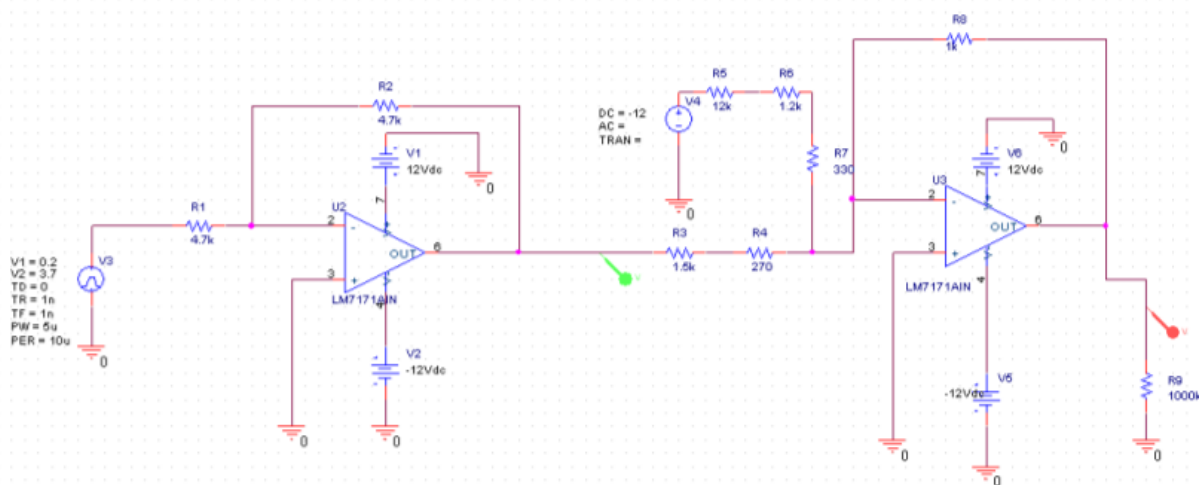 R8
1k
R2
4.7k
R5
12k
R6
1.2k
V4
DC = -12
AC =
TRAN =
0
V1
12Vdc
0
R7
330
V6
12Vdc
0
R1
4.7k
U2
7
2
-
OUT
6
3
+
4
LM7171AIN
R3
1.5k
R4
270
U3
7
2
-
OUT
6
3
+
4
LM7171AIN
V3
V1 = 0.2
V2 = 3.7
TD = 0
TR = 1n
TF = 1n
PW = 5u
PER = 10u
0
V2
-12Vdc
0
0
V5
-12Vdc
0
0
R9
1000k
0
V
V